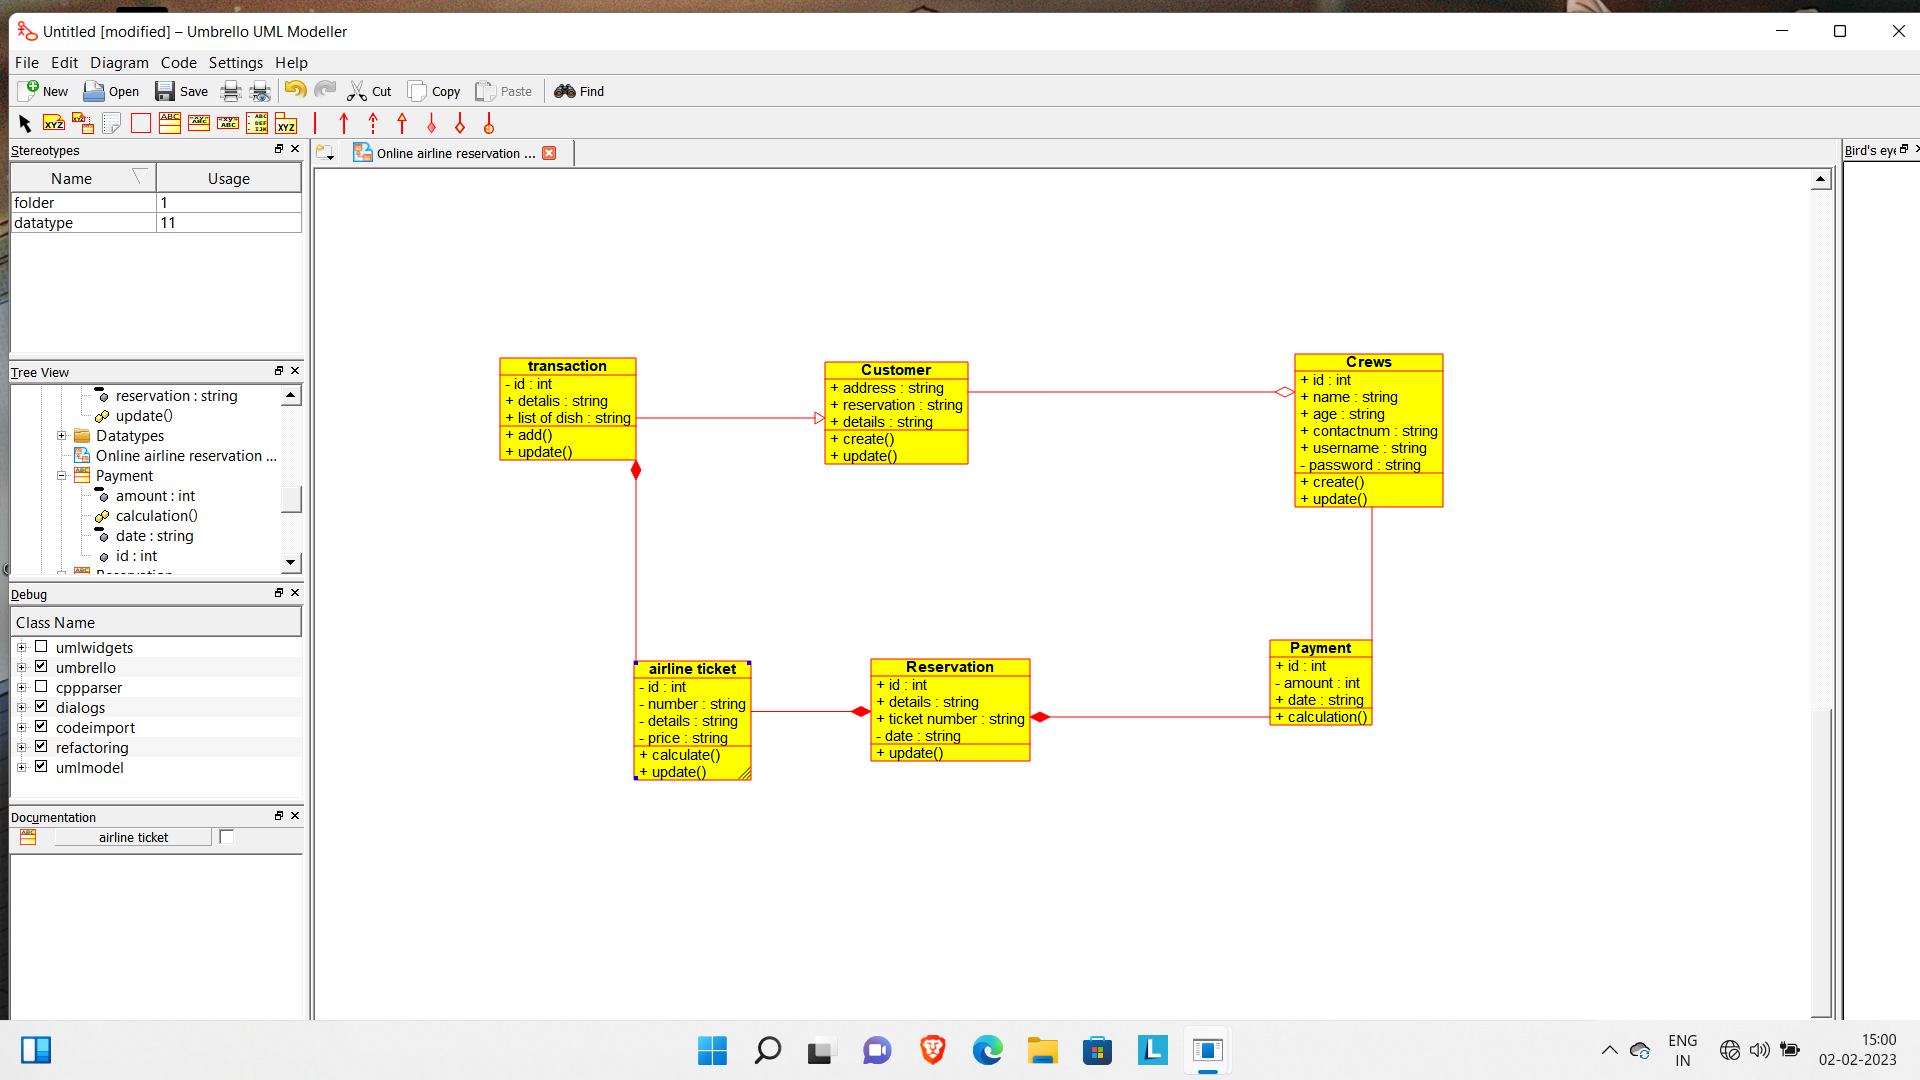 Untitled [modified] – Umbrello UML Modeller
File Edit Diagram Code Settings Help
New Open Save Cut Copy Paste Find
Stereotypes
Name Usage
folder 1
datatype 11
Tree View
reservation : string
update()
Datatypes
Online airline reservation ...
Payment
amount : int
calculation()
date : string
id : int
Debug
Class Name
umlwidgets
umbrello
cppparser
dialogs
codeimport
refactoring
umlmodel
Documentation
airline ticket
Online airline reservation ...
Bird's eye
transaction
- id : int
+ detalis : string
+ list of dish : string
+ add()
+ update()
Customer
+ address : string
+ reservation : string
+ details : string
+ create()
+ update()
Crews
+ id : int
+ name : string
+ age : string
+ contactnum : string
+ username : string
- password : string
+ create()
+ update()
airline ticket
- id : int
- number : string
- details : string
- price : string
+ calculate()
+ update()
Reservation
+ id : int
+ details : string
+ ticket number : string
- date : string
+ update()
Payment
+ id : int
- amount : int
+ date : string
+ calculation()
ENG
IN
15:00
02-02-2023